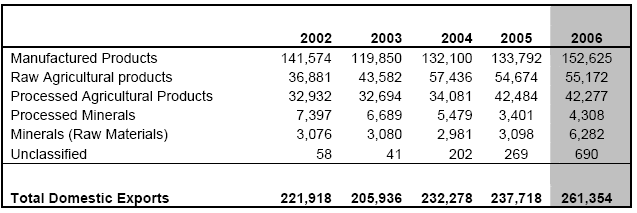 2002 2003 2004 2005 2006
Manufactured Products 141,574 119,850 132,100 133,792 152,625
Raw Agricultural products 36,881 43,582 57,436 54,674 55,172
Processed Agricultural Products 32,932 32,694 34,081 42,484 42,277
Processed Minerals 7,397 6,689 5,479 3,401 4,308
Minerals (Raw Materials) 3,076 3,080 2,981 3,098 6,282
Unclassified 58 41 202 269 690
Total Domestic Exports 221,918 205,936 232,278 237,718 261,354